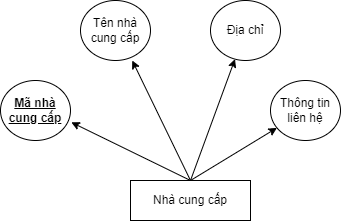 Tên nhà
cung cấp
Địa chỉ
Mã nhà
cung cấp
Thông tin
liên hệ
Nhà cung cấp